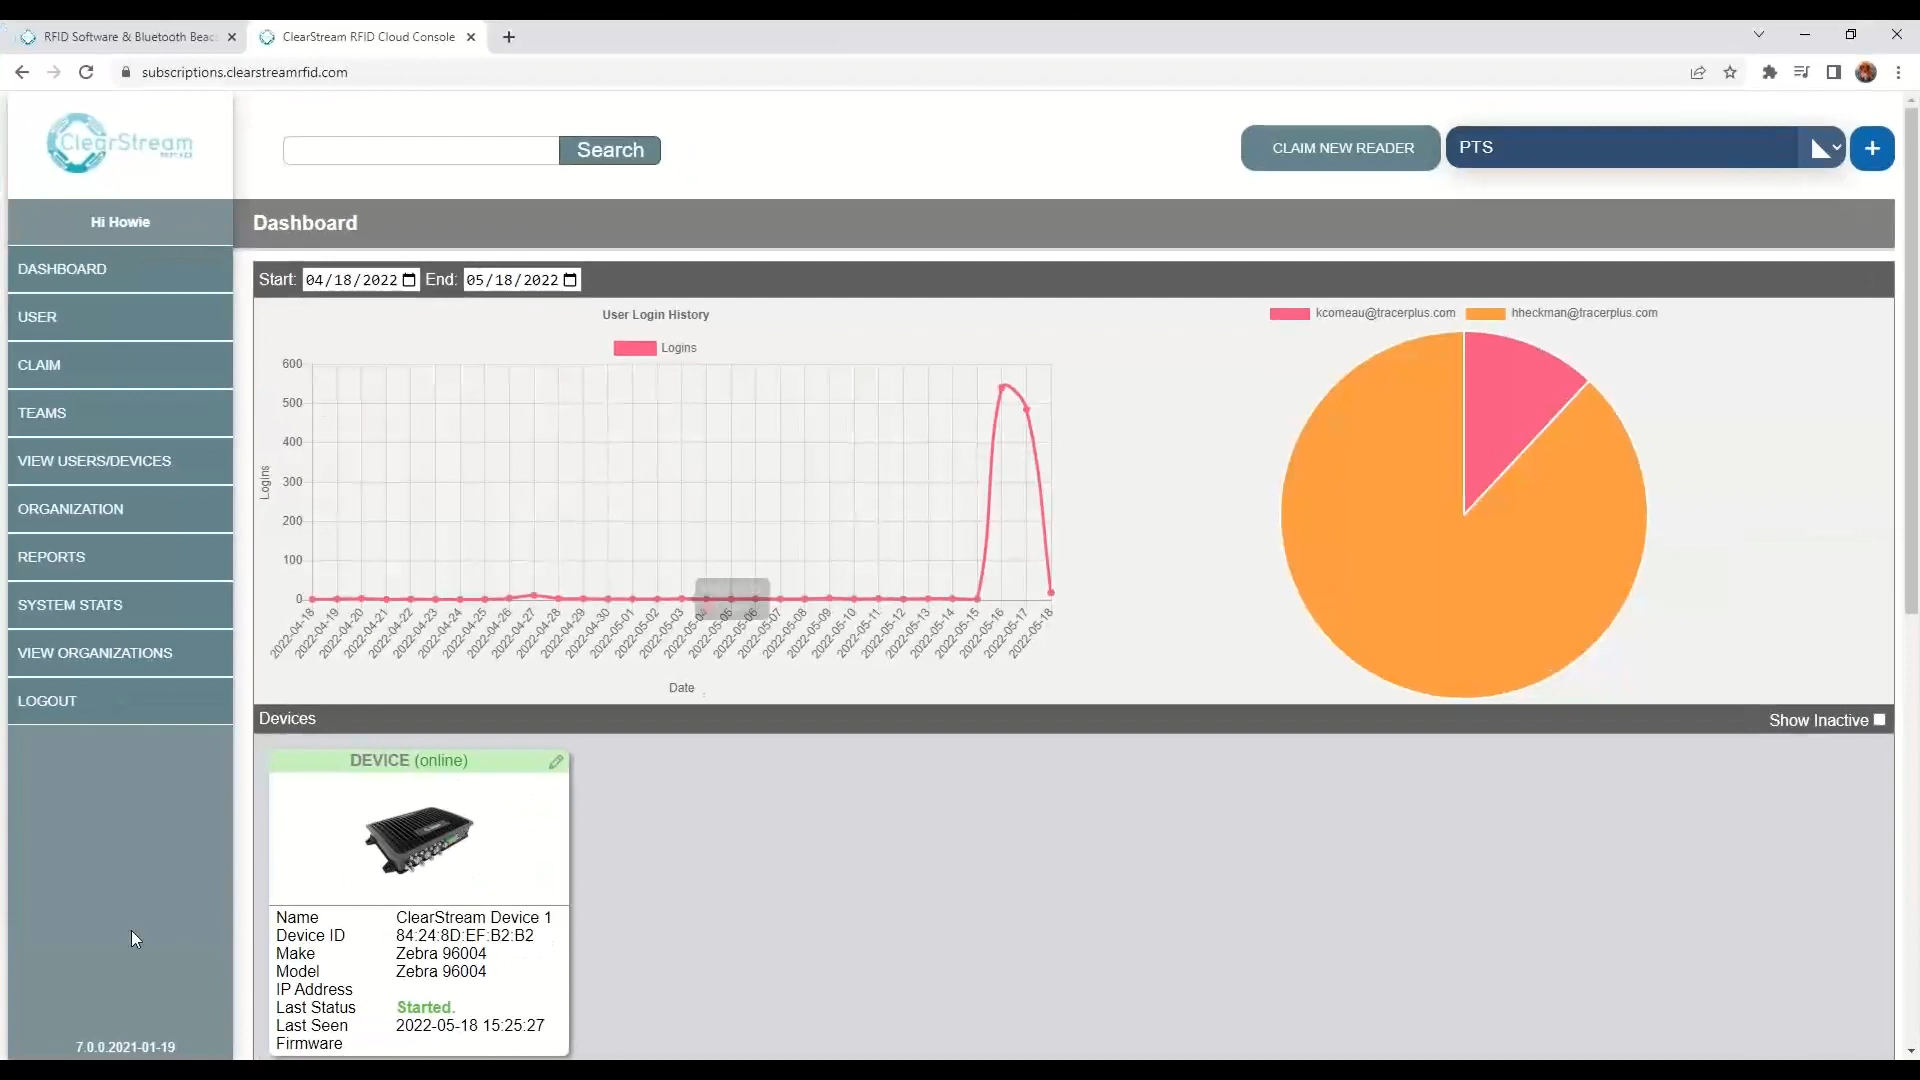 RFID Software & Bluetooth Beac
ClearStream RFID Cloud Console
subscriptions.clearstreamrfid.com
ClearStream
Search
CLAIM NEW READER
PTS
+
Hi Howie
Dashboard
DASHBOARD
USER
CLAIM
TEAMS
VIEW USERS/DEVICES
ORGANIZATION
REPORTS
SYSTEM STATS
VIEW ORGANIZATIONS
LOGOUT
7.0.0.2021-01-19
Start: 04/18/2022 End: 05/18/2022
User Login History
Logins
600
500
400
300
200
100
0
Logins
2022-04-18
2022-04-19
2022-04-20
2022-04-21
2022-04-22
2022-04-23
2022-04-24
2022-04-25
2022-04-26
2022-04-27
2022-04-28
2022-04-29
2022-04-30
2022-05-01
2022-05-02
2022-05-03
2022-05-04
2022-05-05
2022-05-06
2022-05-07
2022-05-08
2022-05-09
2022-05-10
2022-05-11
2022-05-12
2022-05-13
2022-05-14
2022-05-15
2022-05-16
2022-05-17
2022-05-18
Date
kcomeau@tracerplus.com
hheckman@tracerplus.com
Devices
Show Inactive
DEVICE (online)
Name ClearStream Device 1
Device ID 84:24:8D:EF:B2:B2
Make Zebra 96004
Model Zebra 96004
IP Address
Last Status Started.
Last Seen 2022-05-18 15:25:27
Firmware